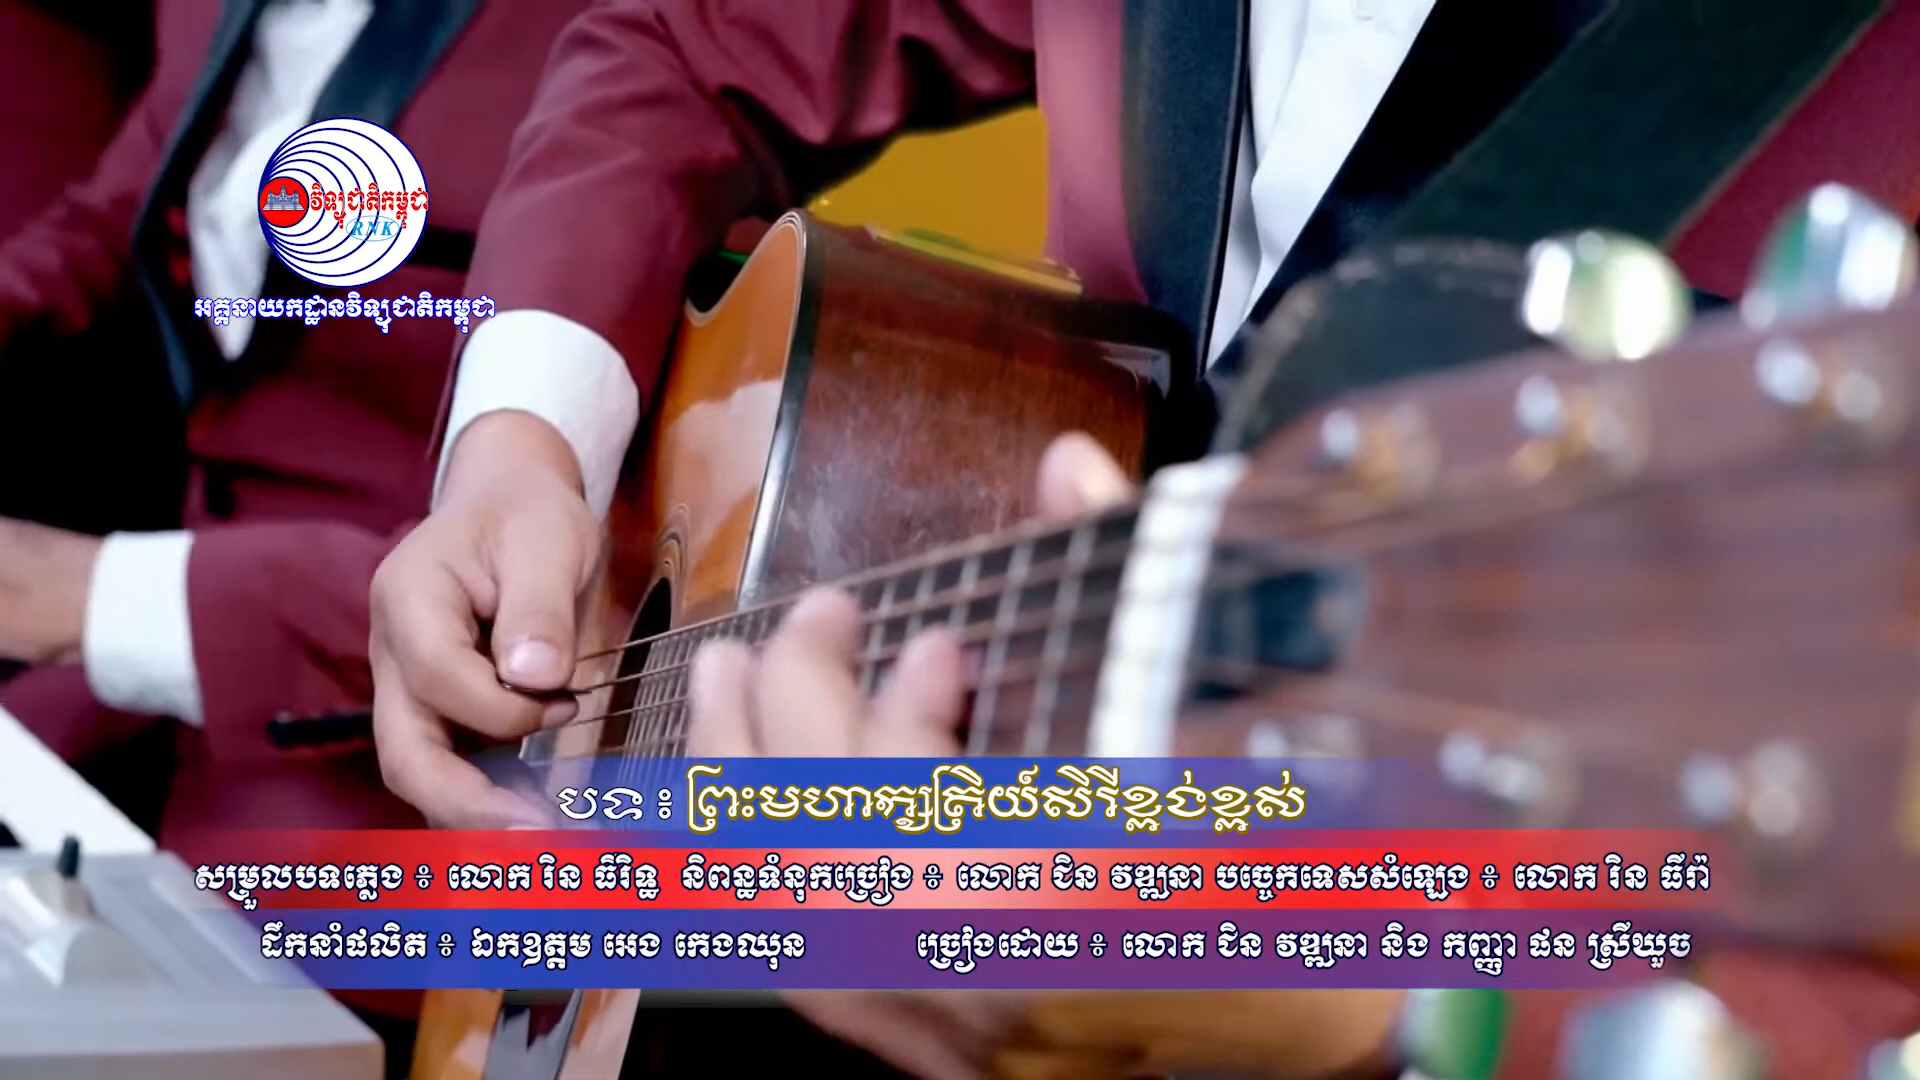 វិទ្យុជាតិកម្ពុជា
RNK
អគ្គនាយកដ្ឋានវិទ្យុជាតិកម្ពុជា
បទ ៖ ព្រះមហាក្សត្រិយ៍សិរីខ្ពង់ខ្ពស់
សម្រួលបទភ្លេង ៖ លោក រិន ធីរិទ្ធ និពន្ធទំនុកច្រៀង ៖ លោក ជិន វឌ្ឍនា បច្ចេកទេសសំឡេង ៖ លោក រិន ធីរ៉ា
ដឹកនាំផលិត ៖ ឯកឧត្តម អេង កេងឈុន ច្រៀងដោយ ៖ លោក ជិន វឌ្ឍនា និង កញ្ញា ផន ស្រីឃួច